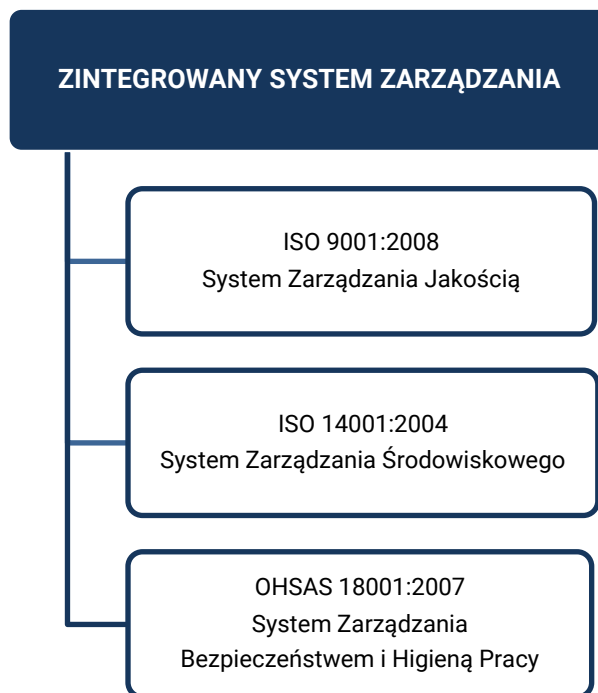 ZINTEGROWANY SYSTEM ZARZĄDZANIA
ISO 9001:2008
System Zarządzania Jakością
ISO 14001:2004
System Zarządzania Środowiskowego
OHSAS 18001:2007
System Zarządzania
Bezpieczeństwem i Higieną Pracy